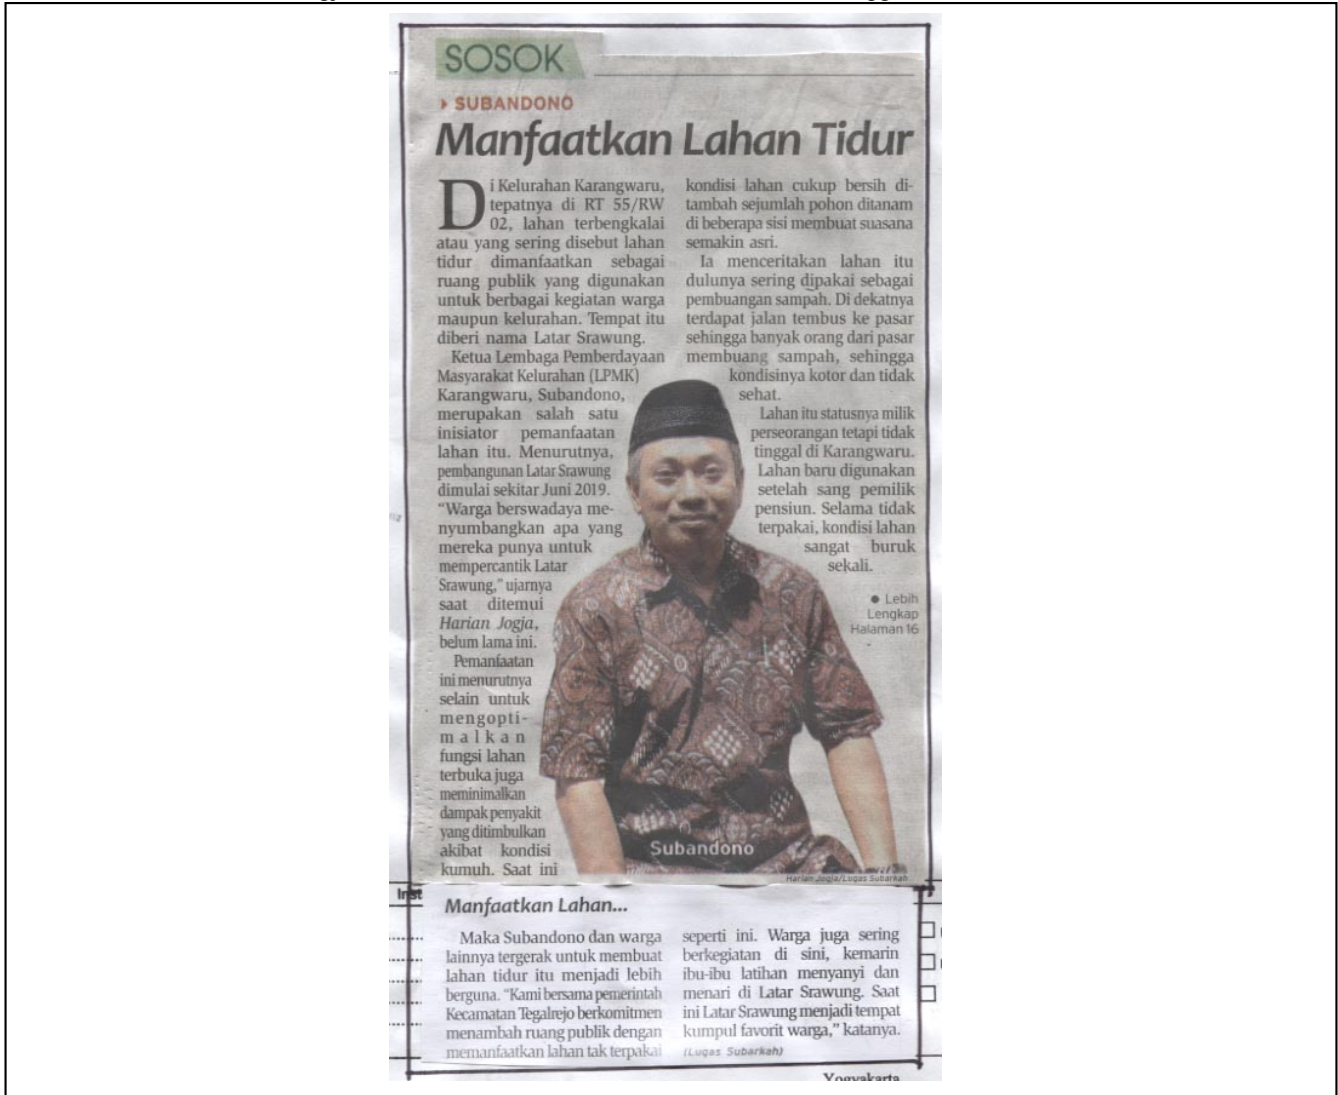 SOSOK
SUBANDONO
Manfaatkan Lahan Tidur
Di Kelurahan Karangwaru,
tepatnya di RT 55/RW
02, lahan terbengkalai
atau yang sering disebut lahan
tidur dimanfaatkan sebagai
ruang publik yang digunakan
untuk berbagai kegiatan warga
maupun kelurahan. Tempat itu
diberi nama Latar Srawung.
Ketua Lembaga Pemberdayaan
Masyarakat Kelurahan (LPMK)
Karangwaru, Subandono,
merupakan salah satu
inisiator pemanfaatan
lahan itu. Menurutnya,
pembangunan Latar Srawung
dimulai sekitar Juni 2019.
"Warga berswadaya me-
nyumbangkan apa yang
mereka punya untuk
mempercantik Latar
Srawung," ujarnya
saat ditemui
Harian Jogja,
belum lama ini.
Pemanfaatan
ini menurutnya
selain untuk
mengopti-
malkan
fungsi lahan
terbuka juga
meminimalkan
dampak penyakit
yang ditimbulkan
akibat kondisi
kumuh. Saat ini
kondisi lahan cukup bersih di-
tambah sejumlah pohon ditanam
di beberapa sisi membuat suasana
semakin asri.
Ia menceritakan lahan itu
dulunya sering dipakai sebagai
pembuangan sampah. Di dekatnya
terdapat jalan tembus ke pasar
sehingga banyak orang dari pasar
membuang sampah, sehingga
kondisinya kotor dan tidak
sehat.
Lahan itu statusnya milik
perseorangan tetapi tidak
tinggal di Karangwaru.
Lahan baru digunakan
setelah sang pemilik
pensiun. Selama tidak
terpakai, kondisi lahan
sangat buruk
sekali.
● Lebih
Lengkap
Halaman 16
Subandono
Harian Jogja/Lugas Subarkah
Inst
Manfaatkan Lahan...
Maka Subandono dan warga
lainnya tergerak untuk membuat
lahan tidur itu menjadi lebih
berguna. "Kami bersama pemerintah
Kecamatan Tegalrejo berkomitmen
menambah ruang publik dengan
memanfaatkan lahan tak terpakai
seperti ini. Warga juga sering
berkegiatan di sini, kemarin
ibu-ibu latihan menyanyi dan
menari di Latar Srawung. Saat
ini Latar Srawung menjadi tempat
kumpul favorit warga," katanya.
(Lugas Subarkah)
Yogyakarta